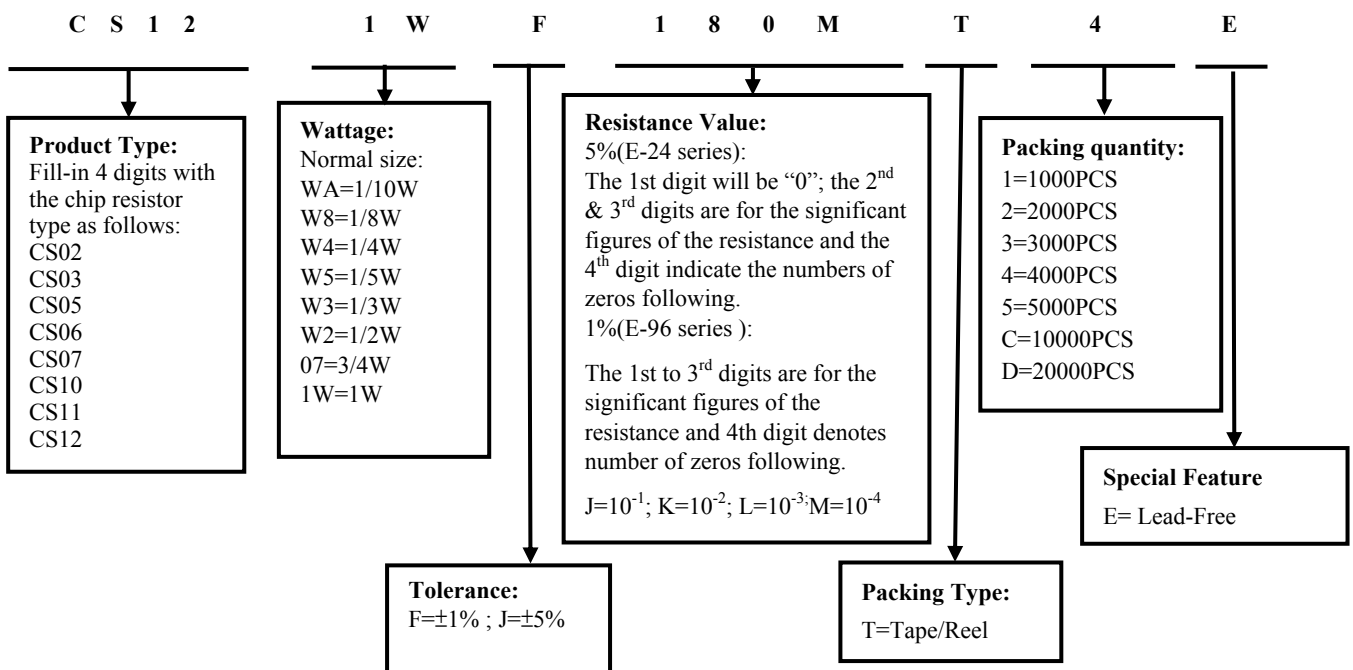 C S 1 2 1 W F 1 8 0 M T 4 E
Product Type:
Fill-in 4 digits with
the chip resistor
type as follows:
CS02
CS03
CS05
CS06
CS07
CS10
CS11
CS12
Wattage:
Normal size:
WA=1/10W
W8=1/8W
W4=1/4W
W5=1/5W
W3=1/3W
W2=1/2W
07=3/4W
1W=1W
Tolerance:
F=±1% ; J=±5%
Resistance Value:
5%(E-24 series):
The 1st digit will be “0”; the 2nd
& 3rd digits are for the significant
figures of the resistance and the
4th digit indicate the numbers of
zeros following.
1%(E-96 series ):
The 1st to 3rd digits are for the
significant figures of the
resistance and 4th digit denotes
number of zeros following.
J=10-1; K=10-2; L=10-3;M=10-4
Packing Type:
T=Tape/Reel
Packing quantity:
1=1000PCS
2=2000PCS
3=3000PCS
4=4000PCS
5=5000PCS
C=10000PCS
D=20000PCS
Special Feature
E= Lead-Free